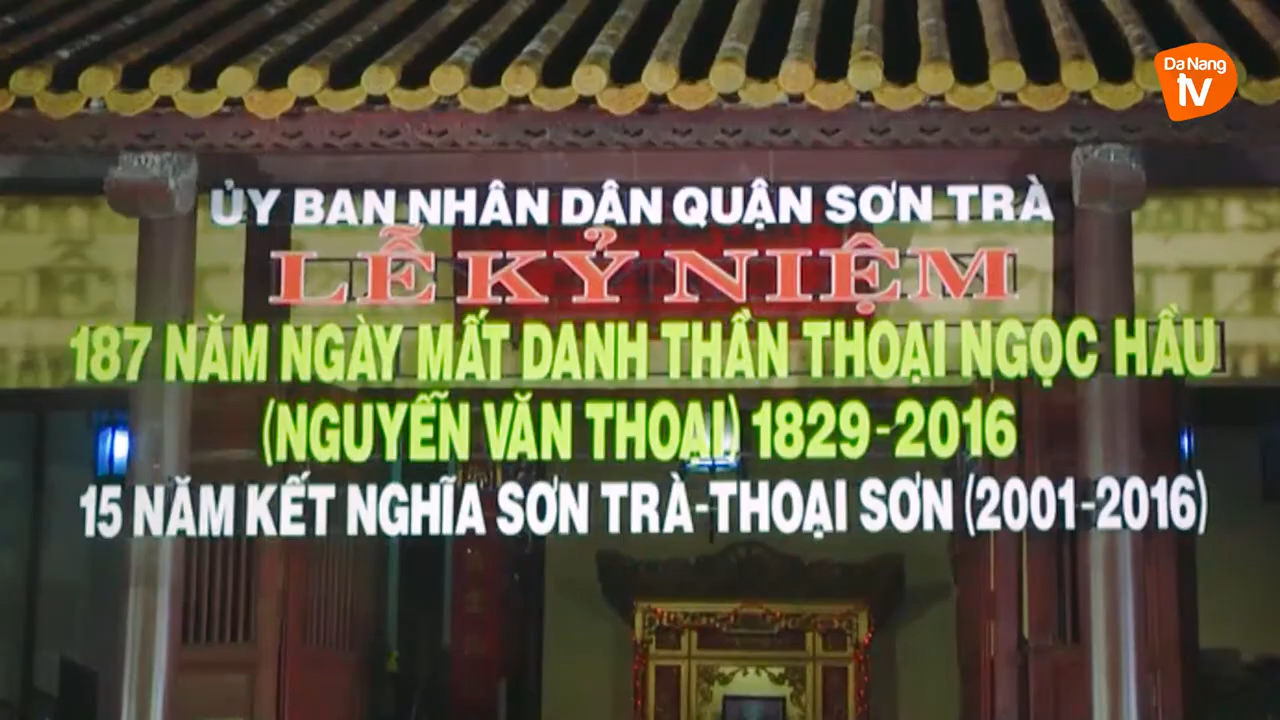 Da Nang
tv
ỦY BAN NHÂN DÂN QUẬN SƠN TRÀ
LỄ KỶ NIỆM
187 NĂM NGÀY MẤT DANH THẦN THOẠI NGỌC HẦU
(NGUYỄN VĂN THOẠI) 1829-2016
15 NĂM KẾT NGHĨA SƠN TRÀ-THOẠI SƠN (2001-2016)